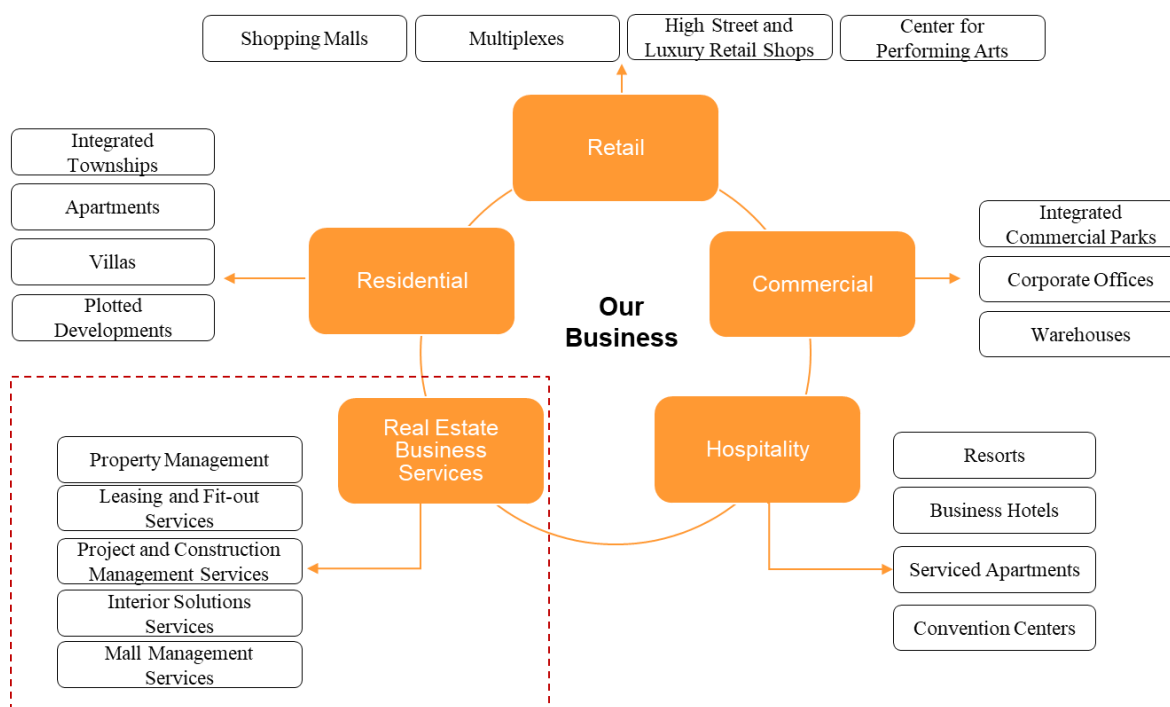 Shopping Malls
Multiplexes
High Street and
Luxury Retail Shops
Center for
Performing Arts
Retail
Integrated
Townships
Apartments
Villas
Plotted
Developments
Residential
Our
Business
Commercial
Integrated
Commercial Parks
Corporate Offices
Warehouses
Real Estate
Business
Services
Property Management
Leasing and Fit-out
Services
Project and Construction
Management Services
Interior Solutions
Services
Mall Management
Services
Hospitality
Resorts
Business Hotels
Serviced Apartments
Convention Centers